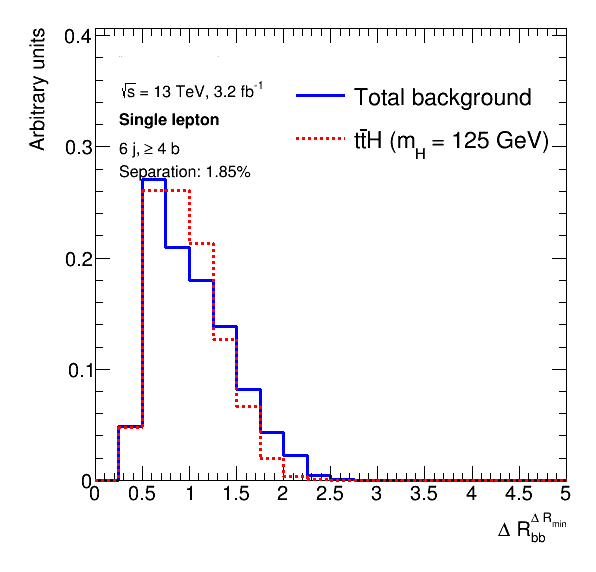 Arbitrary units
0.4
0.3
0.2
0.1
0
√s = 13 TeV, 3.2 fb⁻¹
Single lepton
6 j, ≥ 4 b
Separation: 1.85%
Total background
tt̄H (m_H = 125 GeV)
0 0.5 1 1.5 2 2.5 3 3.5 4 4.5 5
Δ R_bb^Δ R_min